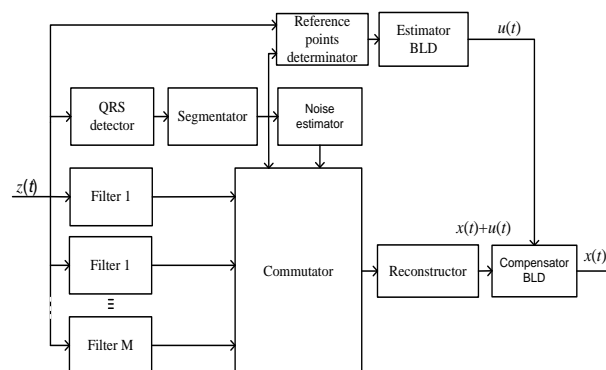 Reference
points
determinator
Estimator
BLD
u(t)
QRS
detector
Segmentator
Noise
estimator
z(t)
Filter 1
Filter 1
...
Filter M
Commutator
x(t)+u(t)
Reconstructor
Compensator
BLD
x(t)